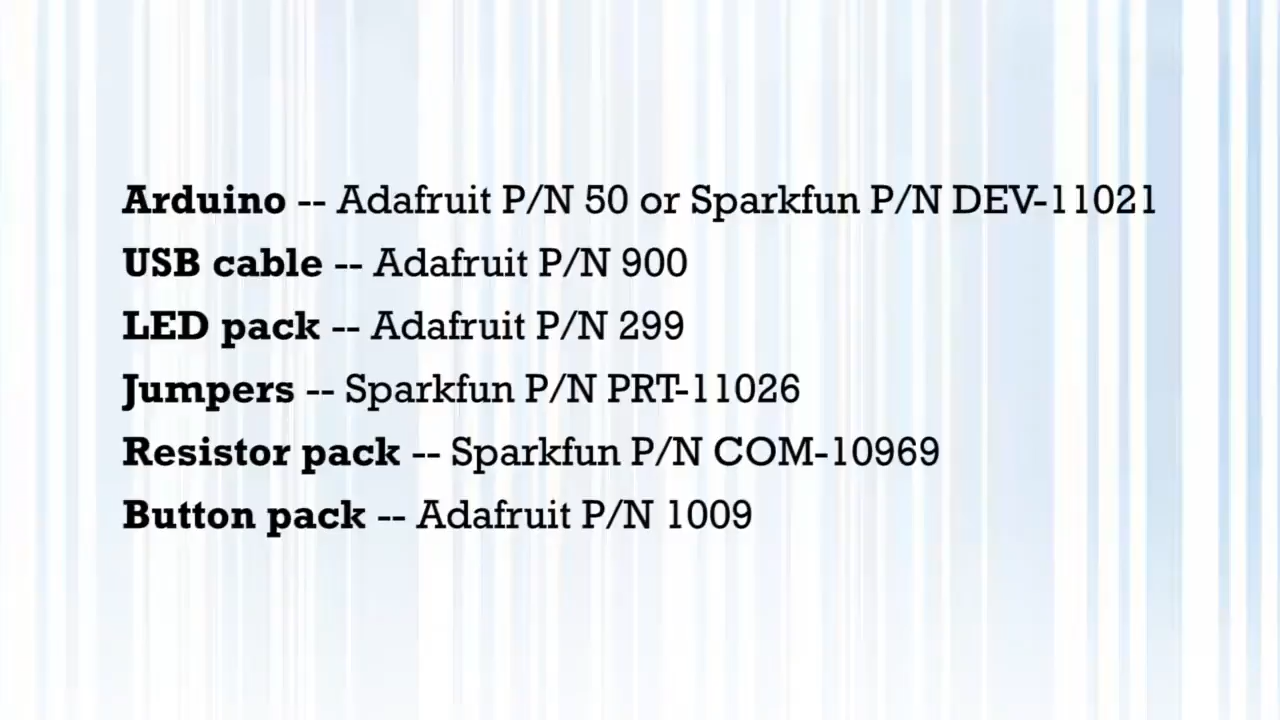 Arduino -- Adafruit P/N 50 or Sparkfun P/N DEV-11021
USB cable -- Adafruit P/N 900
LED pack -- Adafruit P/N 299
Jumpers -- Sparkfun P/N PRT-11026
Resistor pack -- Sparkfun P/N COM-10969
Button pack -- Adafruit P/N 1009